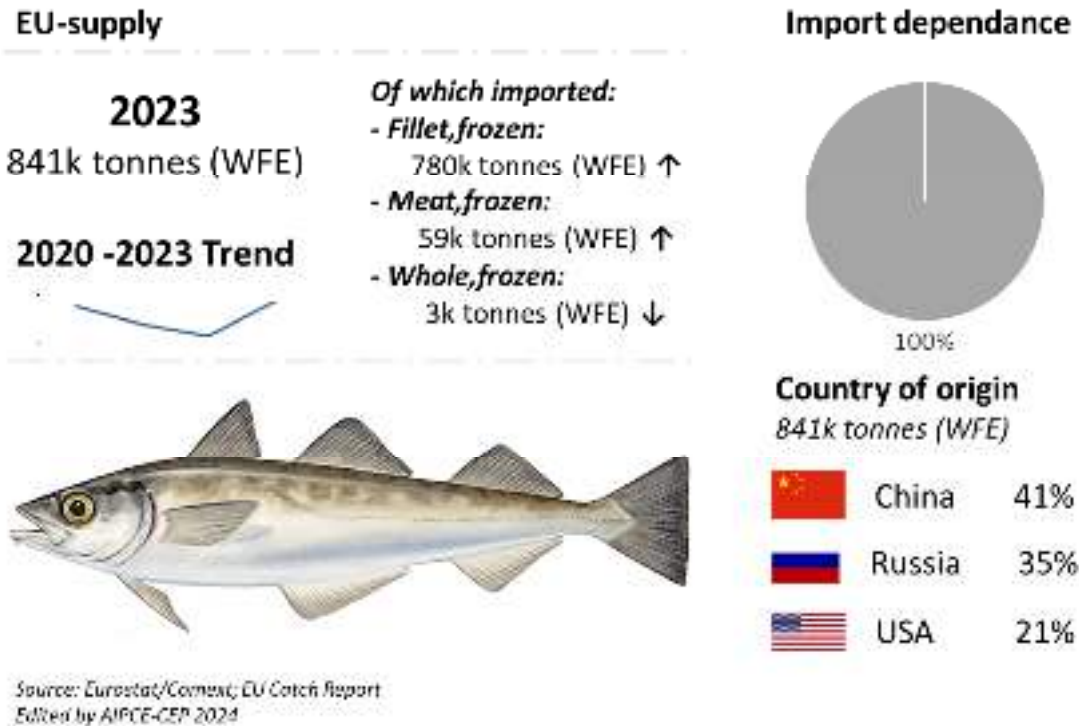 EU-supply
2023
841k tonnes (WFE)
2020 -2023 Trend
Of which imported:
- Fillet,frozen:
780k tonnes (WFE) ↑
- Meat,frozen:
59k tonnes (WFE) ↑
- Whole,frozen:
3k tonnes (WFE) ↓
Import dependance
100%
Country of origin
841k tonnes (WFE)
China 41%
Russia 35%
USA 21%
Source: Eurostat/Comext; EU Catch Report
Edited by AIPCE-CEP 2024